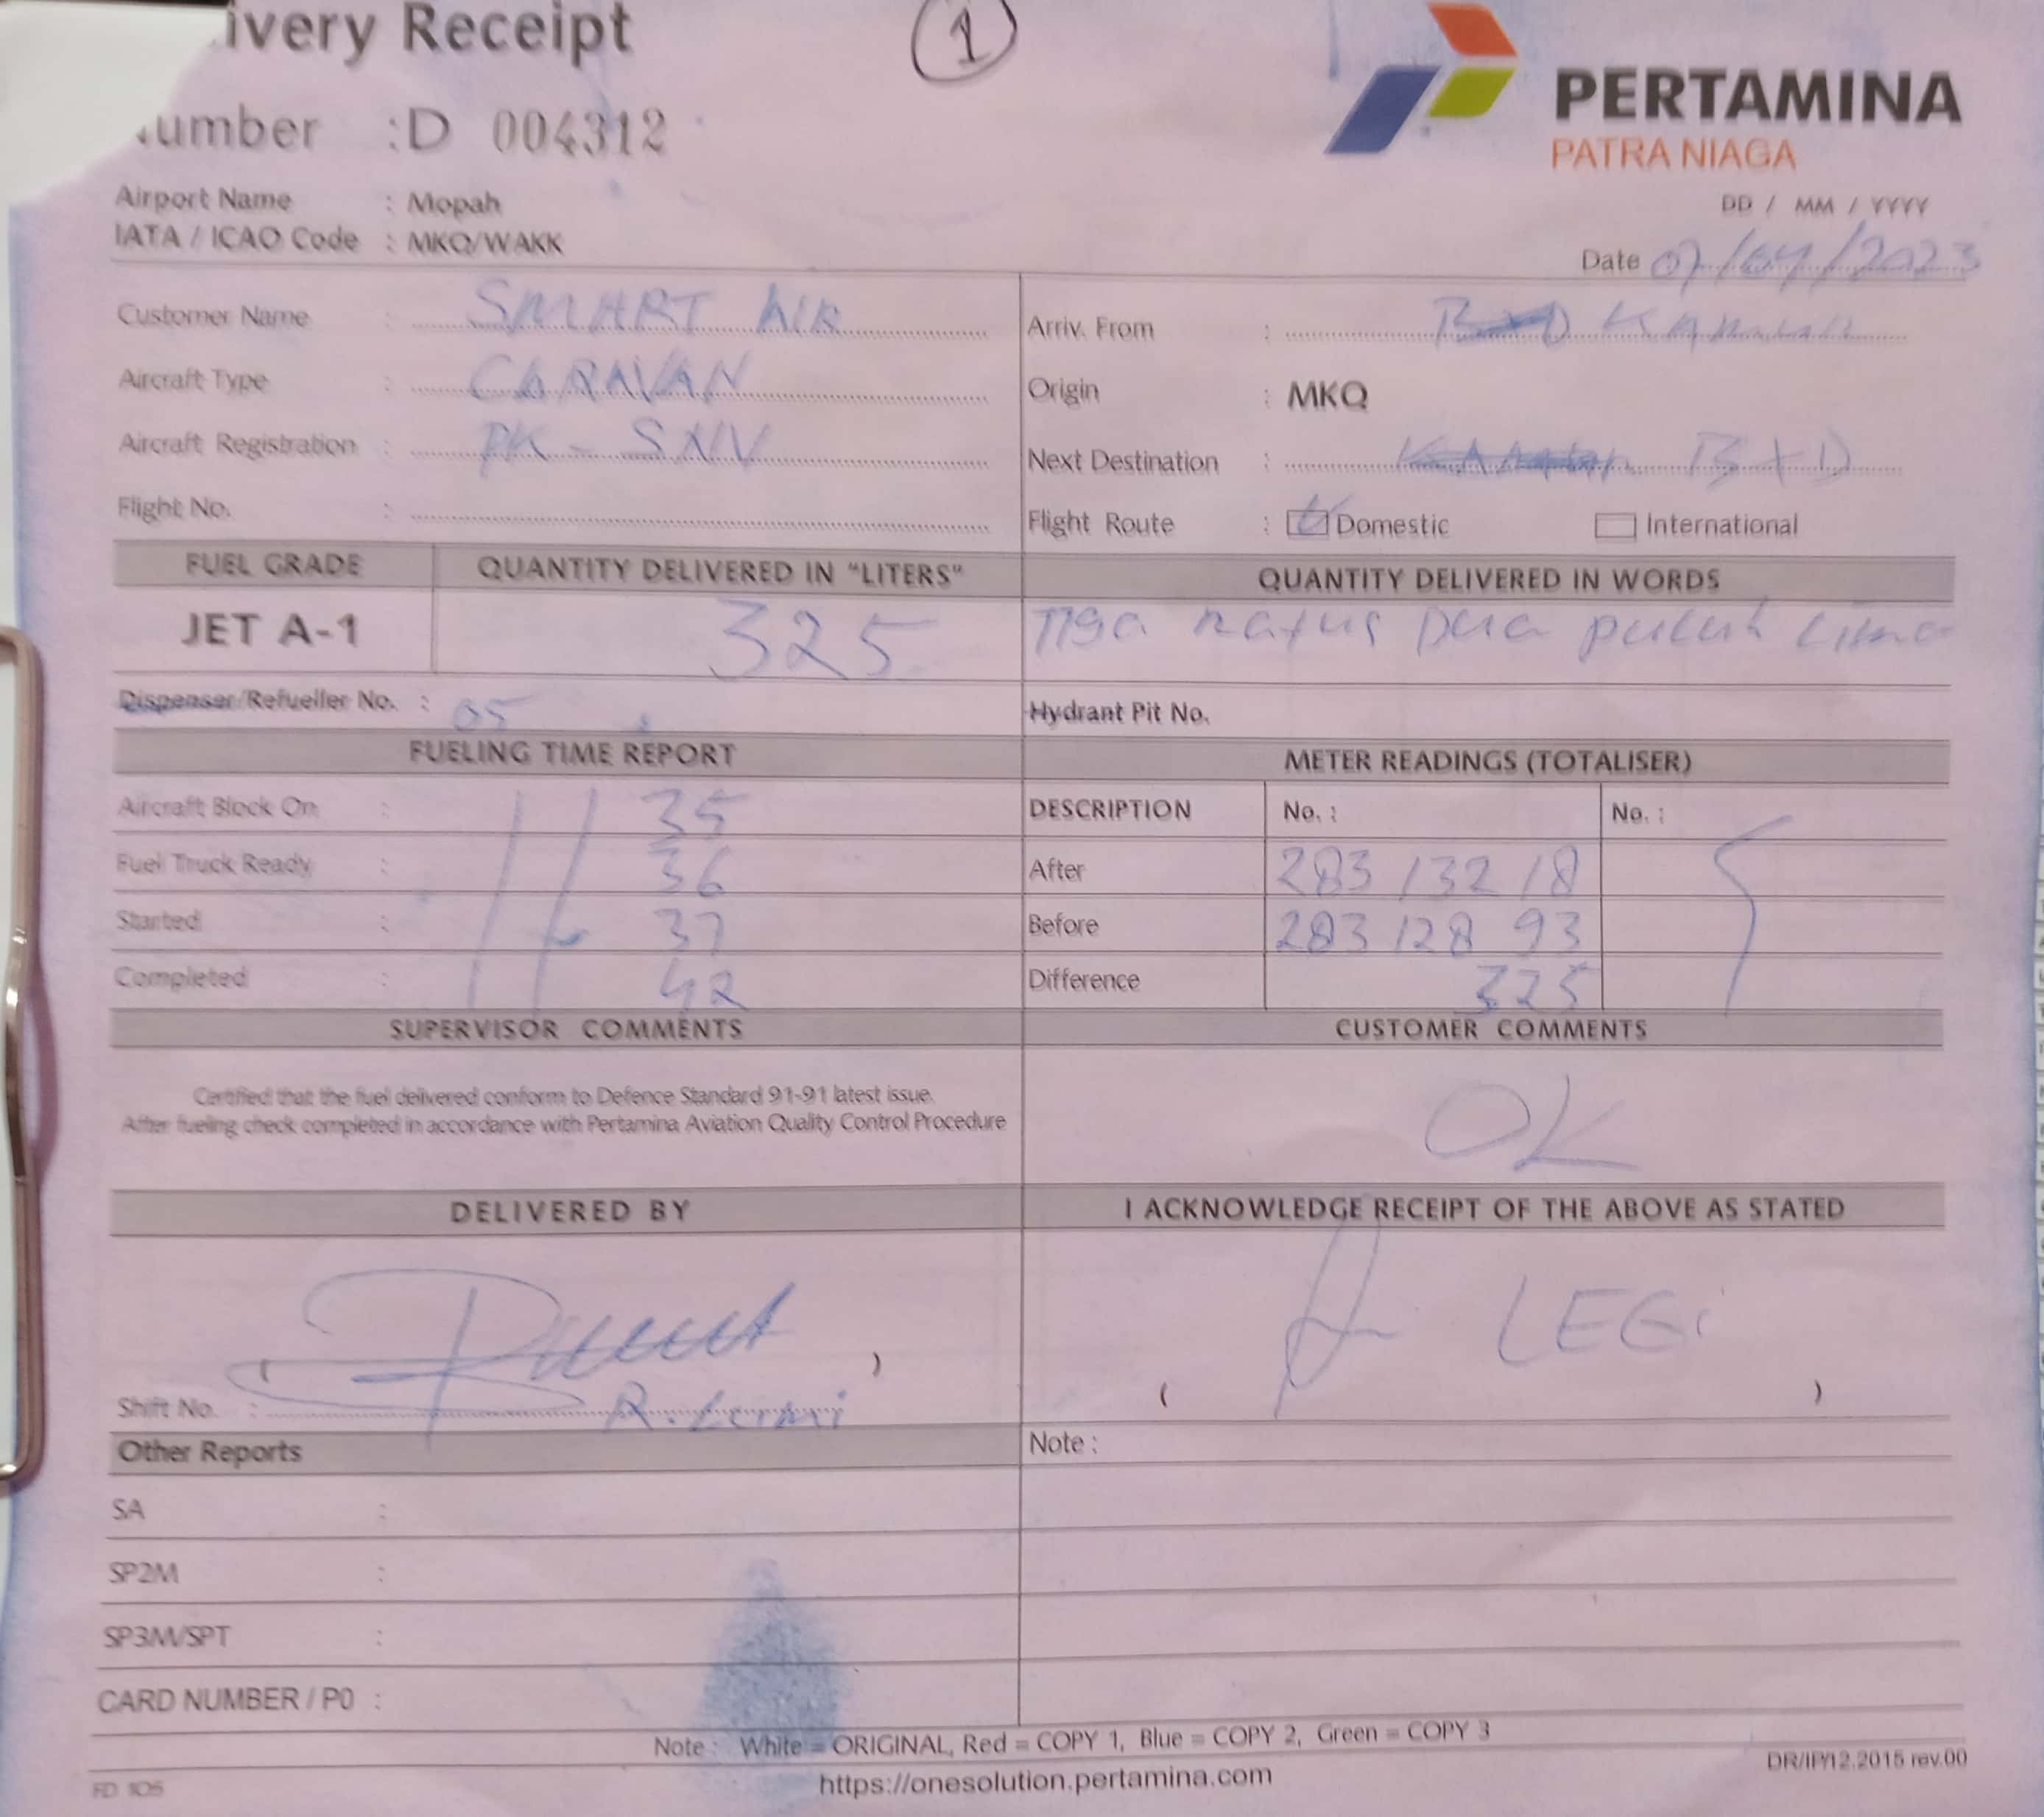 ivery Receipt
1
umber :D 004312
PERTAMINA
PATRA NIAGA
Airport Name : Mopah
IATA / ICAO Code : MKQ/WAKK
DD / MM / YYYY
Date 07/04/2023
Customer Name : SMART AIR
Arriv. From :
Aircraft Type : CARAVAN
Origin : MKQ
Aircraft Registration : PK - SNV
Next Destination : BXD
Flight No. :
Flight Route : Domestic International
FUEL GRADE QUANTITY DELIVERED IN "LITERS" QUANTITY DELIVERED IN WORDS
JET A-1 325 Tiga ratus Dua puluh Lima
Dispenser/Refueller No. : 05
Hydrant Pit No.
FUELING TIME REPORT METER READINGS (TOTALISER)
Aircraft Block On : 35
DESCRIPTION No. : No. :
Fuel Truck Ready : 36
After 283 132 18
Started : 37
Before 283 128 93
Completed : 42
Difference 325
SUPERVISOR COMMENTS CUSTOMER COMMENTS
Certified that the fuel delivered conform to Defence Standard 91-91 latest issue.
After fueling check completed in accordance with Pertamina Aviation Quality Control Procedure
OK
DELIVERED BY I ACKNOWLEDGE RECEIPT OF THE ABOVE AS STATED
LEGi
( )
( )
Shift No. : R.
Other Reports
Note :
SA :
SP2M :
SP3M/SPT :
CARD NUMBER / P0 :
Note : White = ORIGINAL, Red = COPY 1, Blue = COPY 2, Green = COPY 3
DR/IP/12.2015 rev.00
FD 105
https://onesolution.pertamina.com